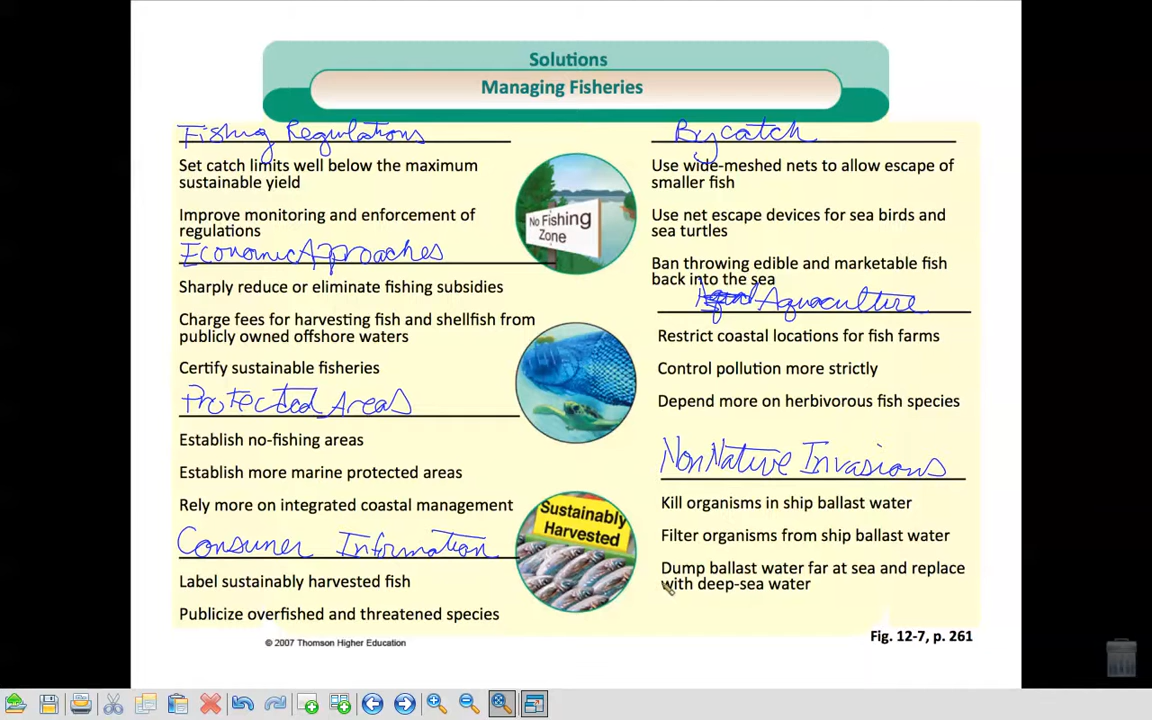 Solutions
Managing Fisheries
Fishing Regulations
Set catch limits well below the maximum
sustainable yield
Improve monitoring and enforcement of
regulations
Economic Approaches
Sharply reduce or eliminate fishing subsidies
Charge fees for harvesting fish and shellfish from
publicly owned offshore waters
Certify sustainable fisheries
Protected Areas
Establish no-fishing areas
Establish more marine protected areas
Rely more on integrated coastal management
Consumer Information
Label sustainably harvested fish
Publicize overfished and threatened species
No Fishing
Zone
Sustainably
Harvested
Bycatch
Use wide-meshed nets to allow escape of
smaller fish
Use net escape devices for sea birds and
sea turtles
Ban throwing edible and marketable fish
back into the sea
Aquaculture
Restrict coastal locations for fish farms
Control pollution more strictly
Depend more on herbivorous fish species
NonNative Invasions
Kill organisms in ship ballast water
Filter organisms from ship ballast water
Dump ballast water far at sea and replace
with deep-sea water
© 2007 Thomson Higher Education
Fig. 12-7, p. 261